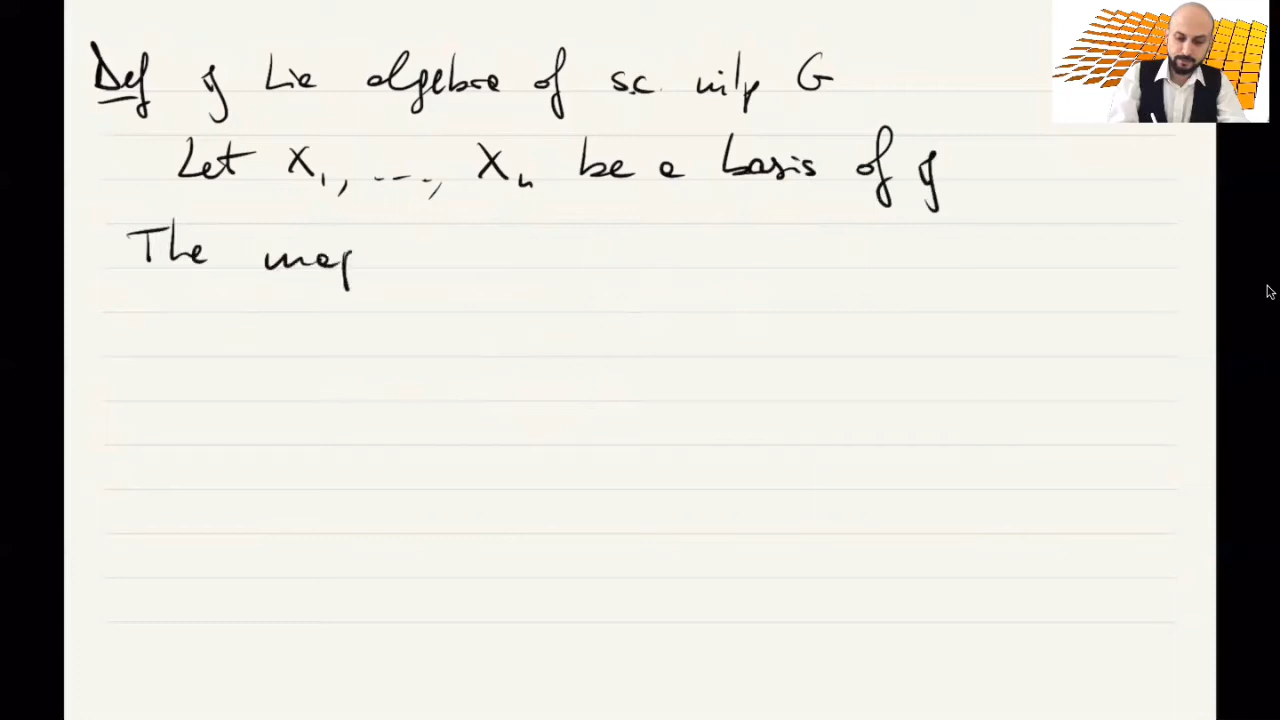 Def g Lie algebra of s.c. nilp G
Let X₁, ..., Xₙ be a basis of g
The map